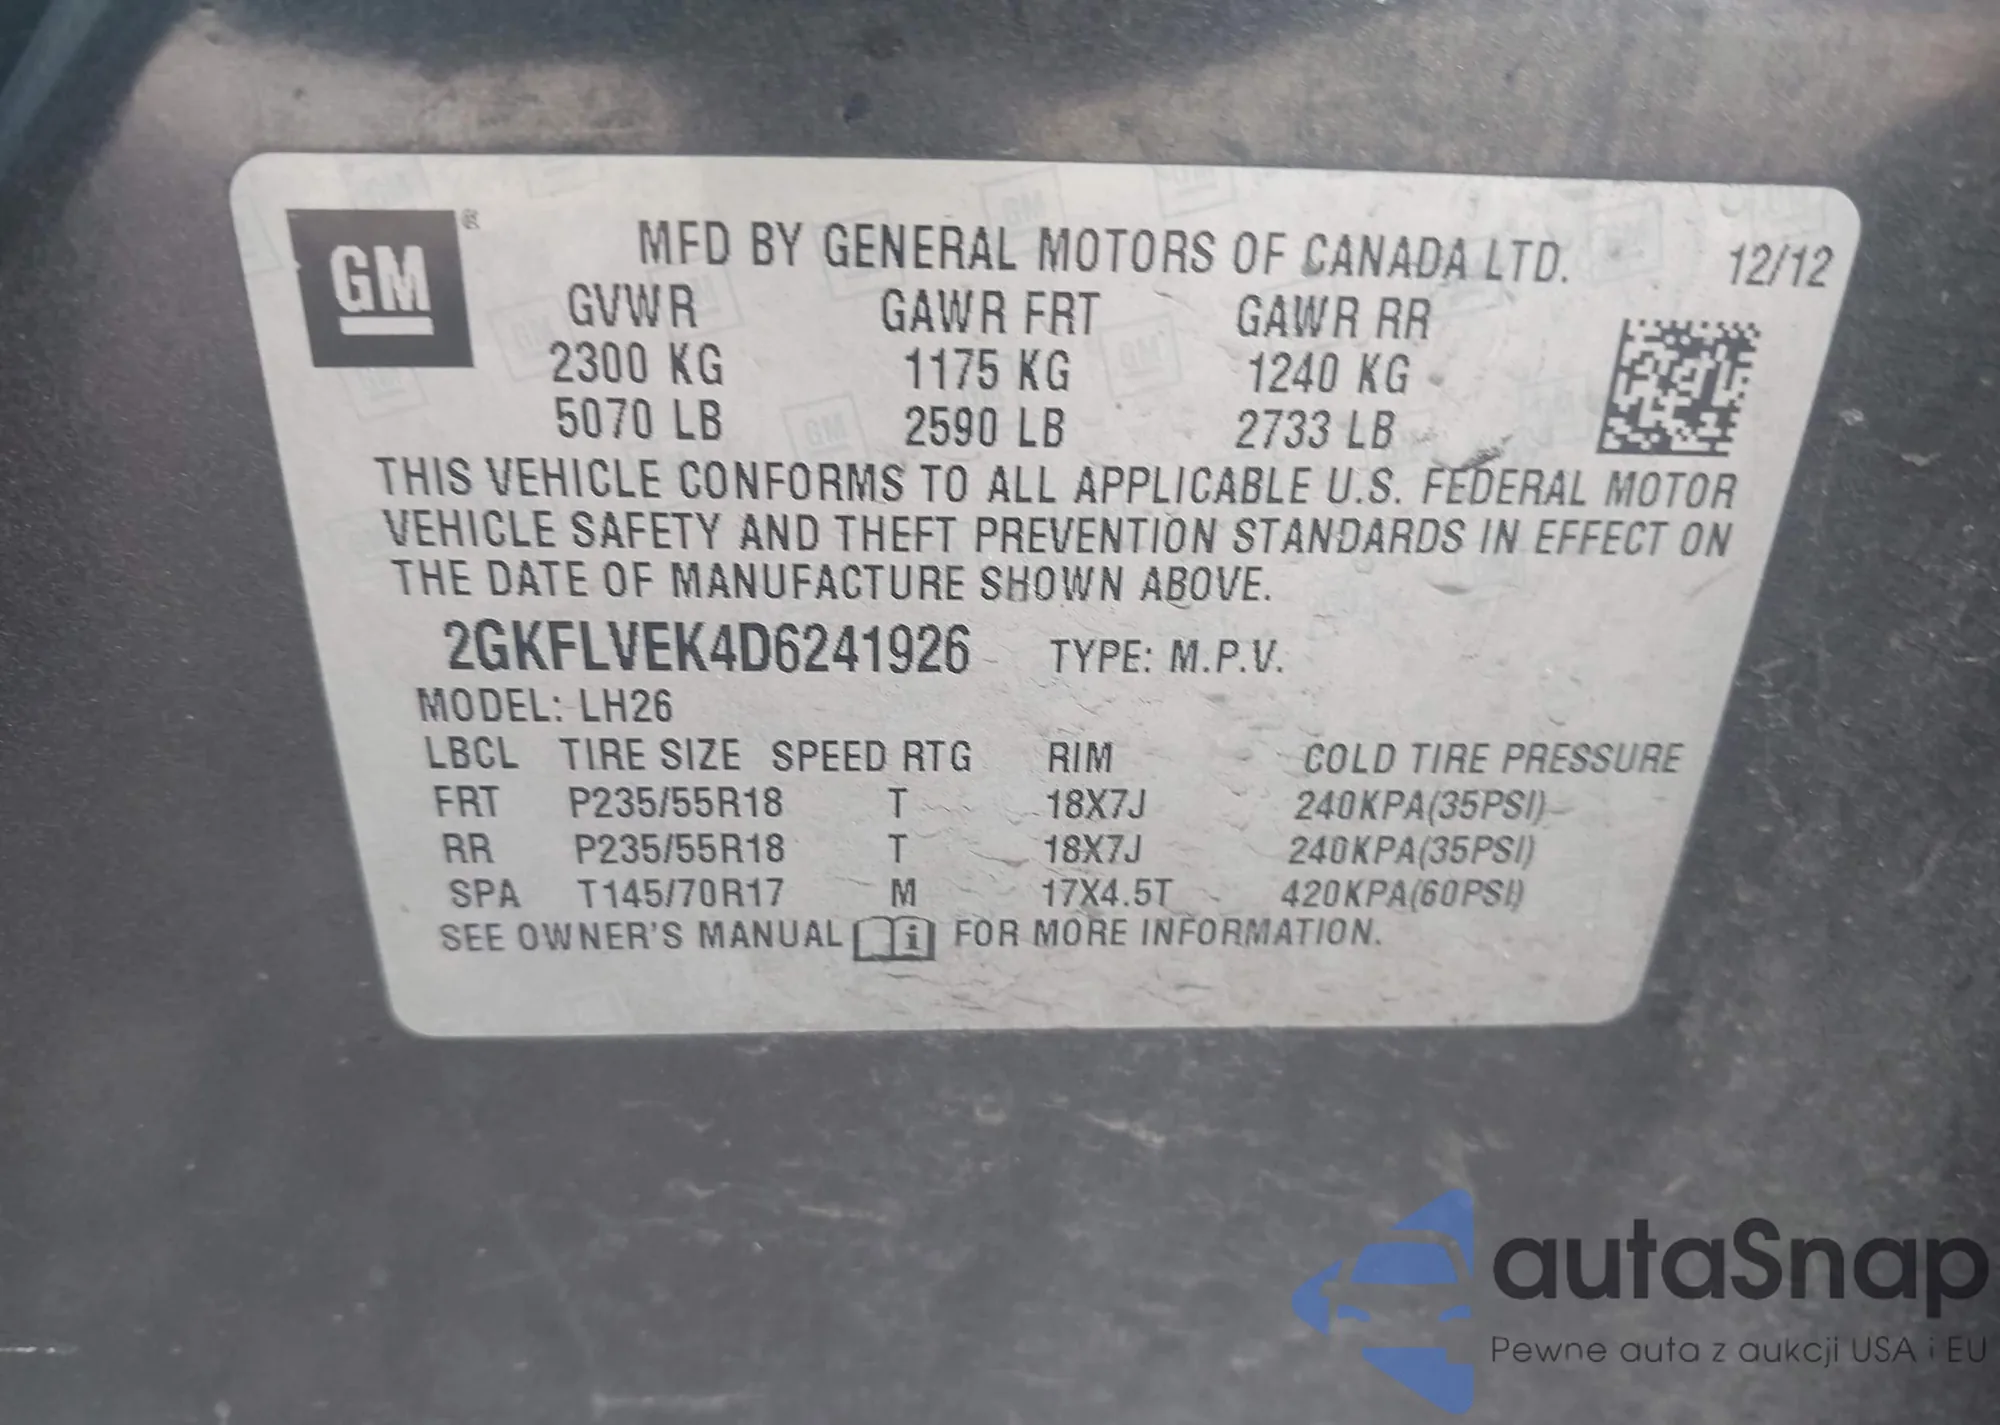 GM ®
MFD BY GENERAL MOTORS OF CANADA LTD. 12/12
GVWR GAWR FRT GAWR RR
2300 KG 1175 KG 1240 KG
5070 LB 2590 LB 2733 LB
THIS VEHICLE CONFORMS TO ALL APPLICABLE U.S. FEDERAL MOTOR
VEHICLE SAFETY AND THEFT PREVENTION STANDARDS IN EFFECT ON
THE DATE OF MANUFACTURE SHOWN ABOVE.
2GKFLVEK4D6241926 TYPE: M.P.V.
MODEL: LH26
LBCL TIRE SIZE SPEED RTG RIM COLD TIRE PRESSURE
FRT P235/55R18 T 18X7J 240KPA(35PSI)
RR P235/55R18 T 18X7J 240KPA(35PSI)
SPA T145/70R17 M 17X4.5T 420KPA(60PSI)
SEE OWNER'S MANUAL i FOR MORE INFORMATION.
autaSnap
Pewne auta z aukcji USA i EU